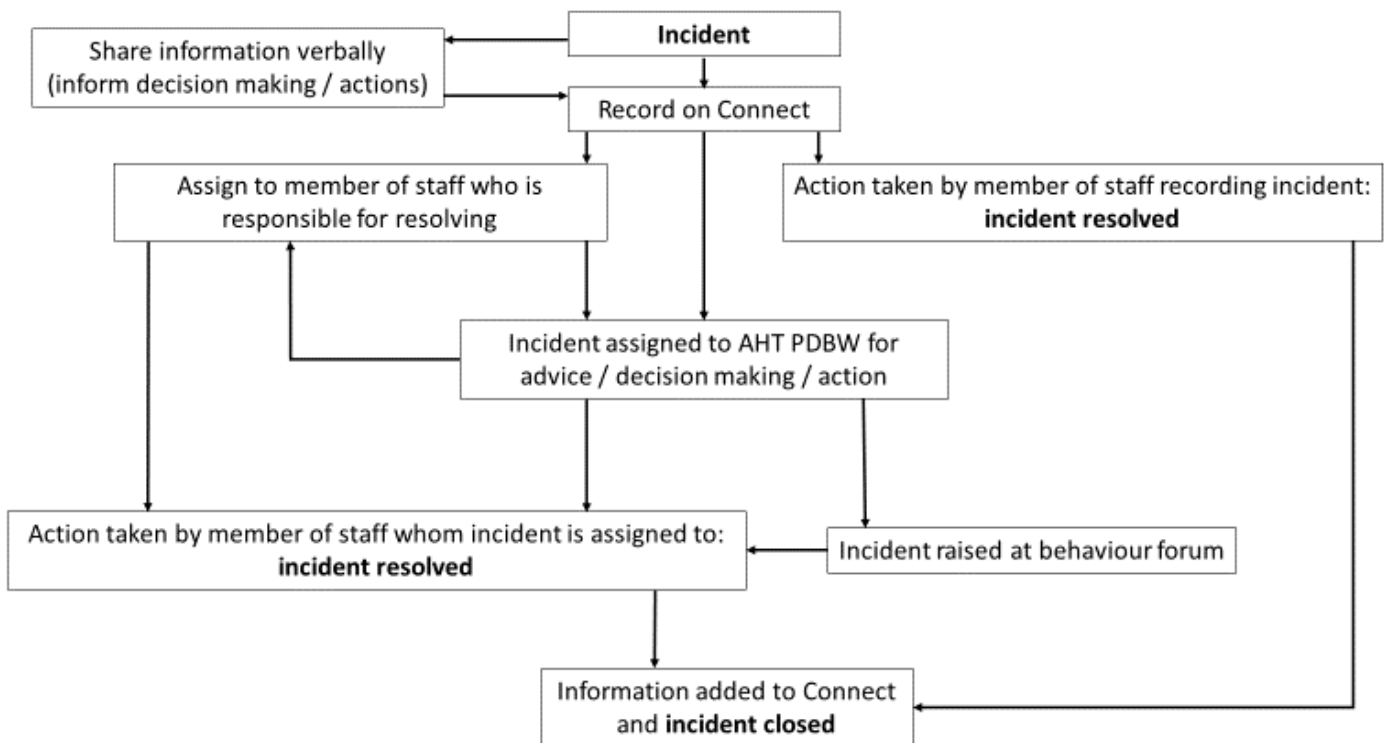 Incident
Share information verbally
(inform decision making / actions)
Record on Connect
Assign to member of staff who is
responsible for resolving
Action taken by member of staff recording incident:
incident resolved
Incident assigned to AHT PDBW for
advice / decision making / action
Action taken by member of staff whom incident is assigned to:
incident resolved
Incident raised at behaviour forum
Information added to Connect
and incident closed